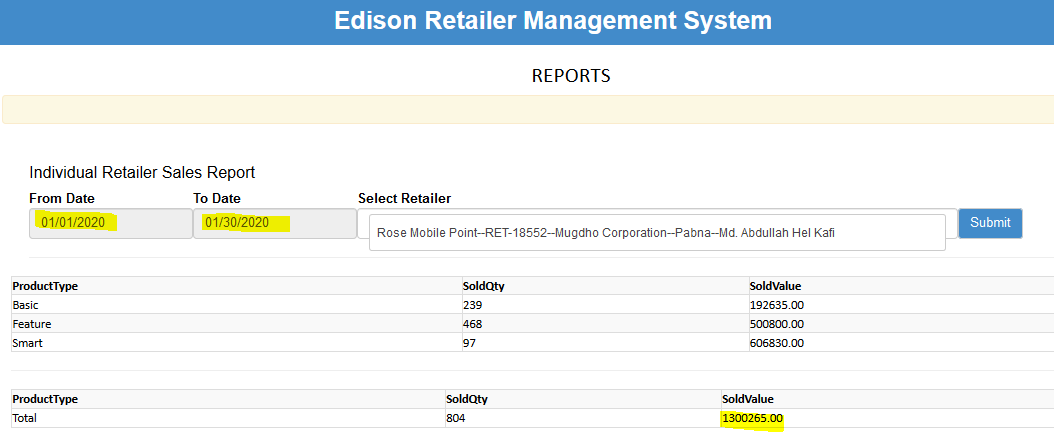 Edison Retailer Management System
REPORTS
Individual Retailer Sales Report
From Date To Date Select Retailer
01/01/2020 01/30/2020 Rose Mobile Point--RET-18552--Mugdho Corporation--Pabna--Md. Abdullah Hel Kafi Submit
ProductType SoldQty SoldValue
Basic 239 192635.00
Feature 468 500800.00
Smart 97 606830.00
ProductType SoldQty SoldValue
Total 804 1300265.00